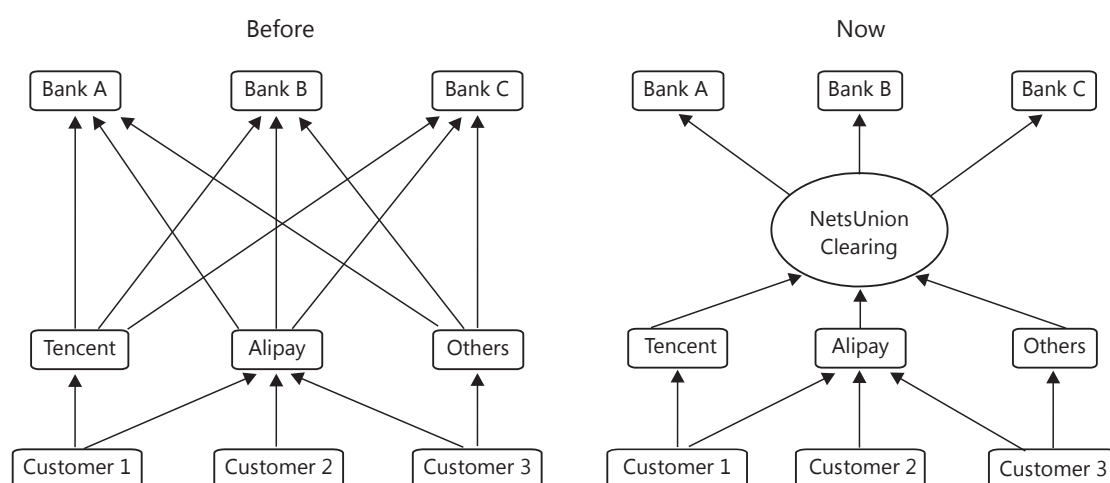 Before
Now
Bank A
Bank B
Bank C
Bank A
Bank B
Bank C
NetsUnion
Clearing
Tencent
Alipay
Others
Tencent
Alipay
Others
Customer 1
Customer 2
Customer 3
Customer 1
Customer 2
Customer 3